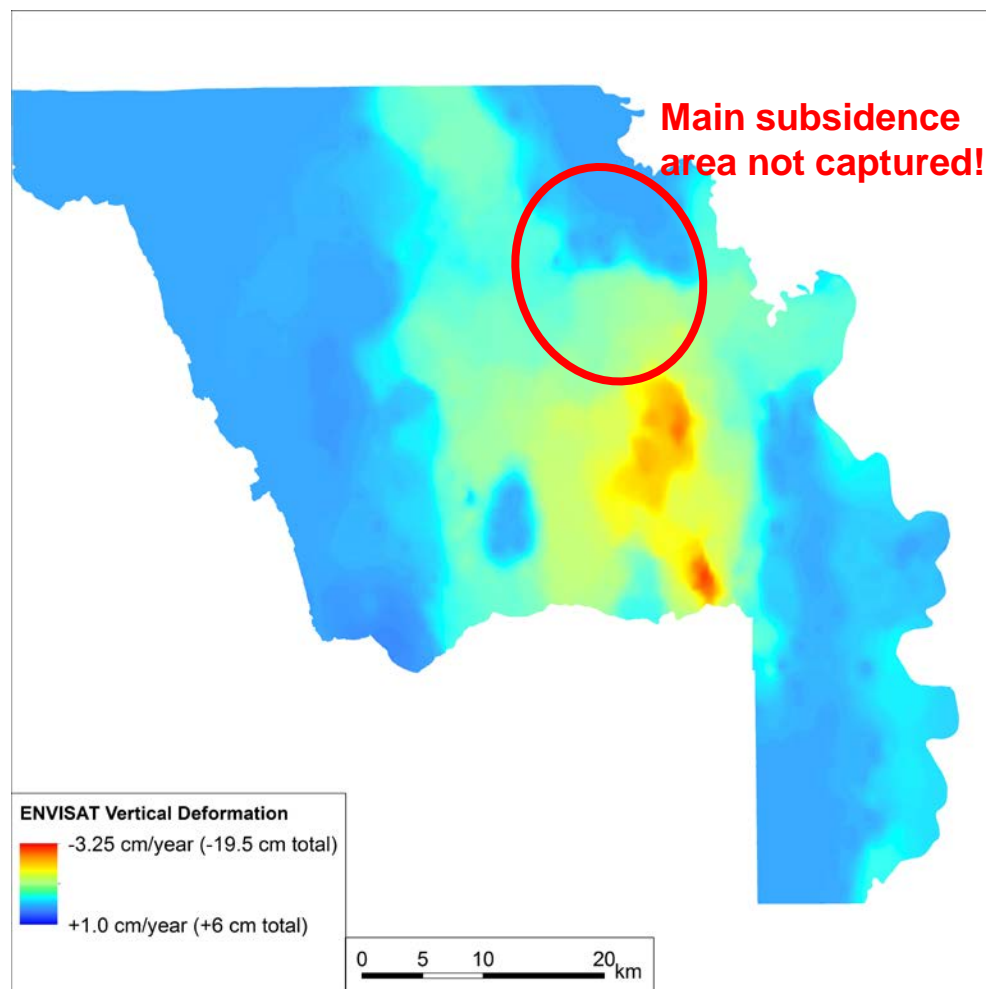 Main subsidence
area not captured!
ENVISAT Vertical Deformation
-3.25 cm/year (-19.5 cm total)
+1.0 cm/year (+6 cm total)
0 5 10 20
km